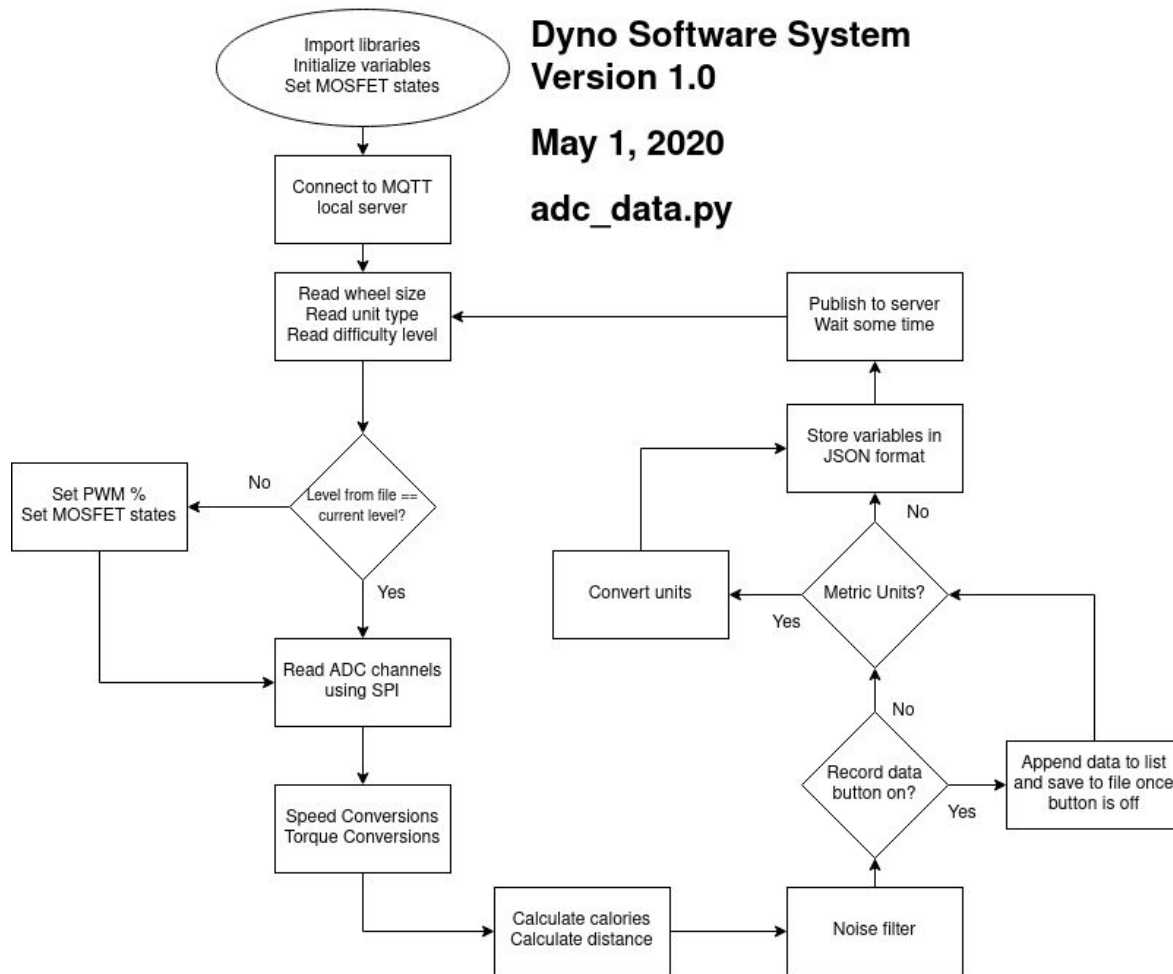 Dyno Software System
Version 1.0
May 1, 2020
adc_data.py
Import libraries
Initialize variables
Set MOSFET states
Connect to MQTT
local server
Read wheel size
Read unit type
Read difficulty level
Level from file ==
current level?
No
Set PWM %
Set MOSFET states
Yes
Read ADC channels
using SPI
Speed Conversions
Torque Conversions
Calculate calories
Calculate distance
Noise filter
Record data
button on?
Yes
Append data to list
and save to file once
button is off
No
Metric Units?
Yes
Convert units
No
Store variables in
JSON format
Publish to server
Wait some time